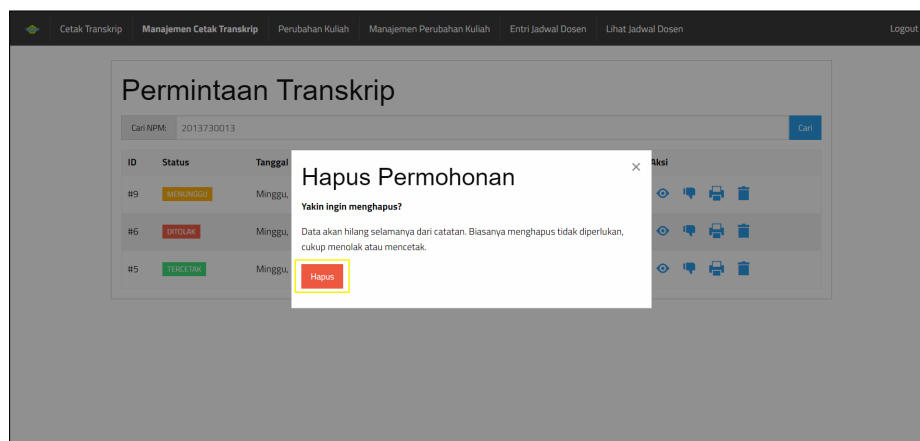 Cetak Transkrip Manajemen Cetak Transkrip Perubahan Kuliah Manajemen Perubahan Kuliah Entri Jadwal Dosen Lihat Jadwal Dosen Logout
Permintaan Transkrip
Cari NPM: 2013730013 Cari
ID Status Tanggal Aksi
#9 MENUNGGU Minggu,
#6 DITOLAK Minggu,
#5 TERCETAK Minggu,
Hapus Permohonan ×
Yakin ingin menghapus?
Data akan hilang selamanya dari catatan. Biasanya menghapus tidak diperlukan,
cukup menolak atau mencetak.
Hapus